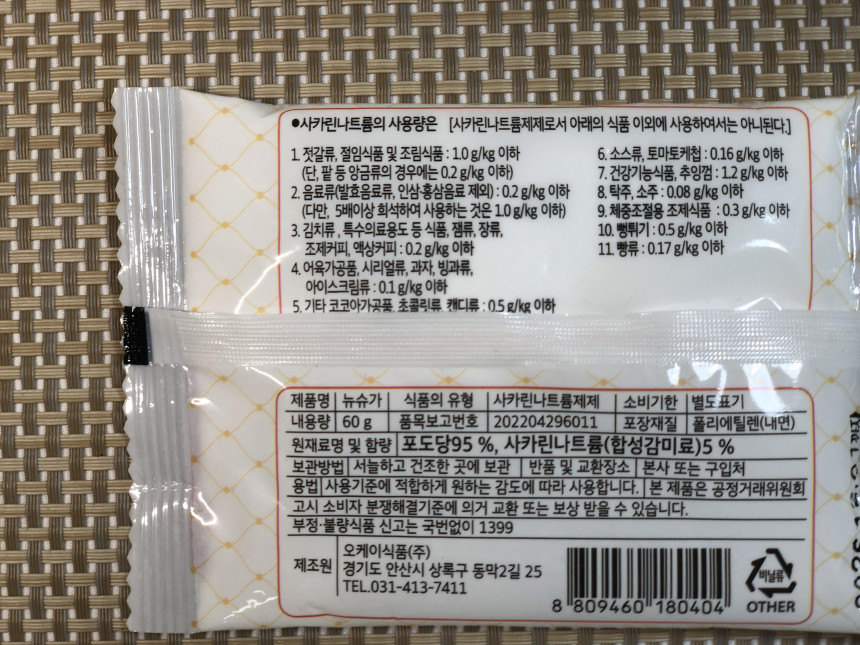 ●사카린나트륨의 사용량은 [사카린나트륨제제로서 아래의 식품 이외에 사용하여서는 아니된다.]
1. 젓갈류, 절임식품 및 조림식품 : 1.0 g/kg 이하
(단, 팥 등 앙금류의 경우에는 0.2 g/kg 이하)
2. 음료류(발효음료류, 인삼·홍삼음료 제외) : 0.2 g/kg 이하
(다만, 5배이상 희석하여 사용하는 것은 1.0 g/kg 이하)
3. 김치류, 특수의료용도 등 식품, 잼류, 장류,
조제커피, 액상커피 : 0.2 g/kg 이하
4. 어육가공품, 시리얼류, 과자, 빙과류,
아이스크림류 : 0.1 g/kg 이하
5. 기타 코코아가공품, 초콜릿류, 캔디류 : 0.5 g/kg 이하
6. 소스류, 토마토케첩 : 0.16 g/kg 이하
7. 건강기능식품, 추잉껌 : 1.2 g/kg 이하
8. 탁주, 소주 : 0.08 g/kg 이하
9. 체중조절용 조제식품 : 0.3 g/kg 이하
10. 뻥튀기 : 0.5 g/kg 이하
11. 빵류 : 0.17 g/kg 이하
제품명 뉴슈가 식품의 유형 사카린나트륨제제 소비기한 별도표기
내용량 60 g 품목보고번호 202204296011 포장재질 폴리에틸렌(내면)
원재료명 및 함량 포도당95 %, 사카린나트륨(합성감미료)5 %
보관방법 서늘하고 건조한 곳에 보관 반품 및 교환장소 본사 또는 구입처
용법 사용기준에 적합하게 원하는 감도에 따라 사용합니다. 본 제품은 공정거래위원회
고시 소비자 분쟁해결기준에 의거 교환 또는 보상 받을 수 있습니다.
부정·불량식품 신고는 국번없이 1399
제조원 오케이식품(주)
경기도 안산시 상록구 동막2길 25
TEL.031-413-7411
8 809460 180404
비닐류
OTHER